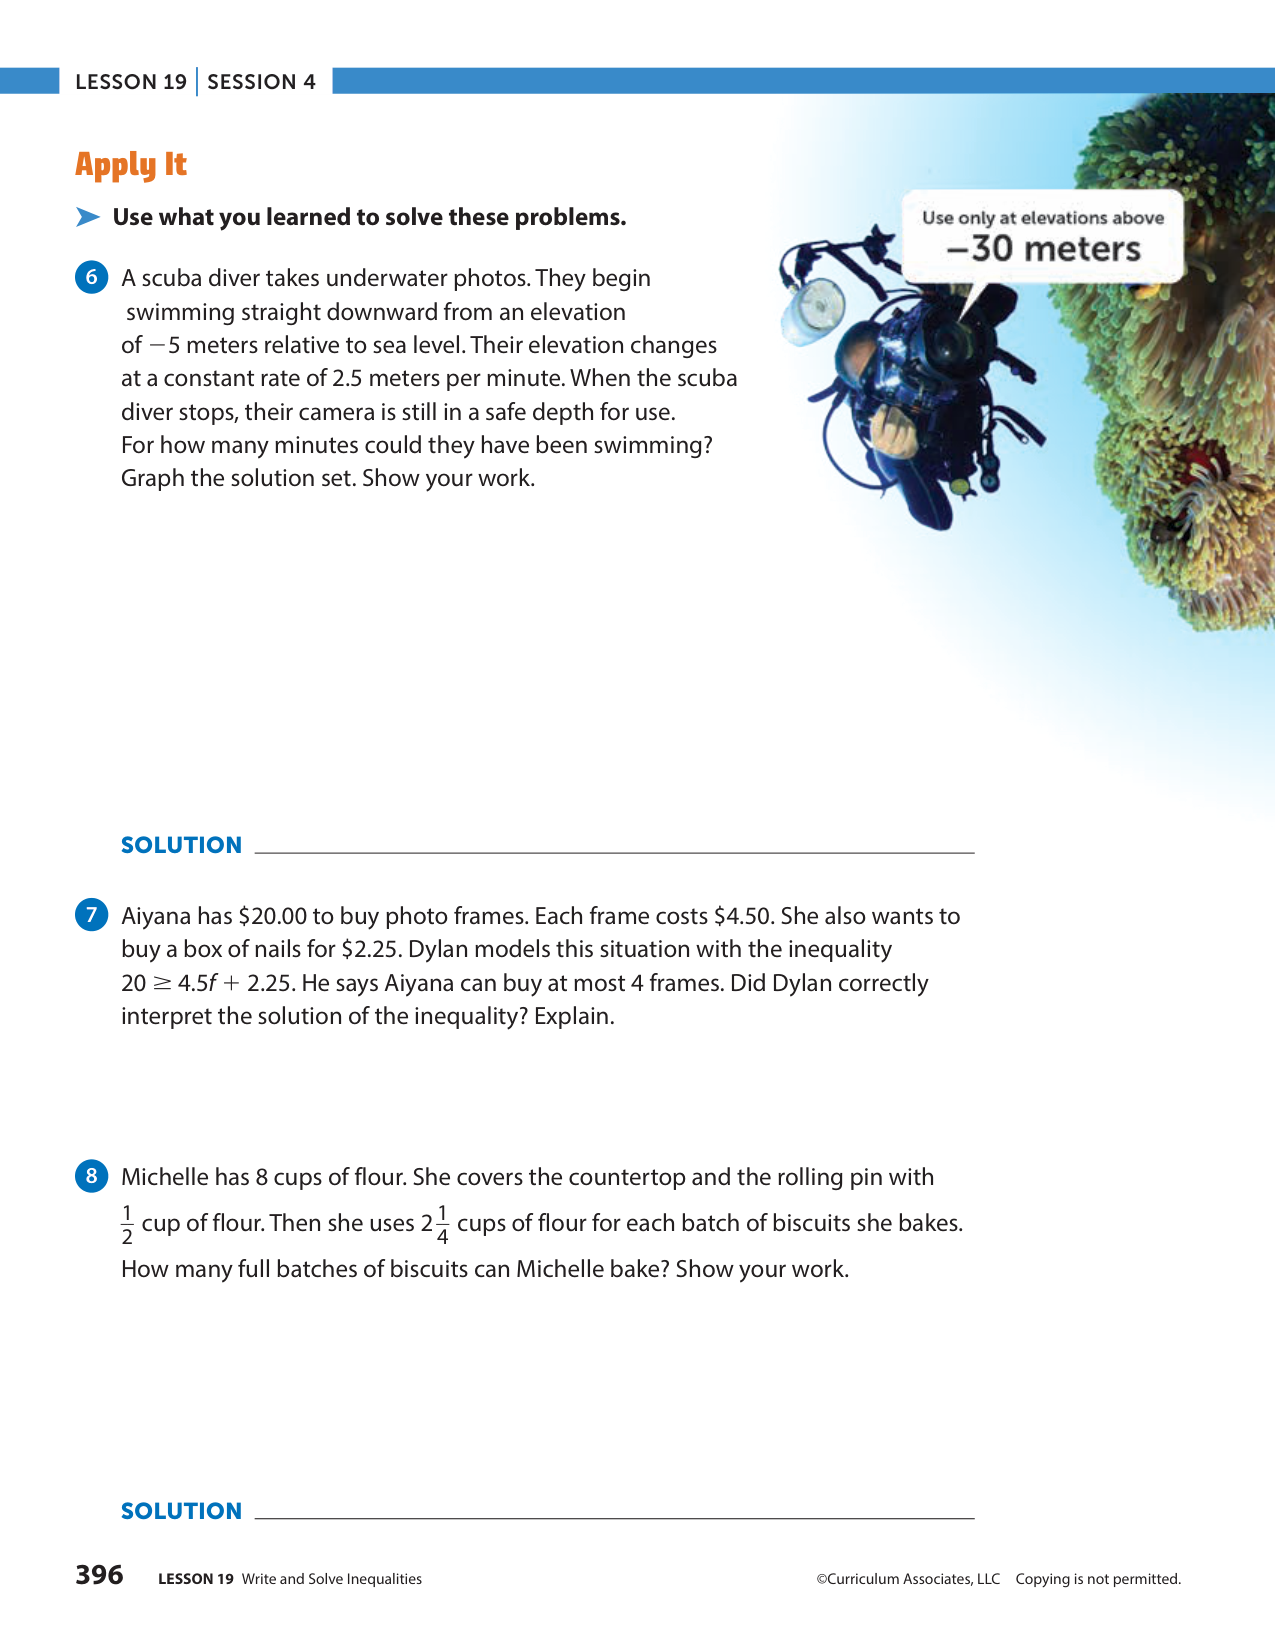 LESSON 19 | SESSION 4
Apply It
Use what you learned to solve these problems.
Use only at elevations above
−30 meters
6 A scuba diver takes underwater photos. They begin
swimming straight downward from an elevation
of −5 meters relative to sea level. Their elevation changes
at a constant rate of 2.5 meters per minute. When the scuba
diver stops, their camera is still in a safe depth for use.
For how many minutes could they have been swimming?
Graph the solution set. Show your work.
SOLUTION
7 Aiyana has $20.00 to buy photo frames. Each frame costs $4.50. She also wants to
buy a box of nails for $2.25. Dylan models this situation with the inequality
20 ≥ 4.5f + 2.25. He says Aiyana can buy at most 4 frames. Did Dylan correctly
interpret the solution of the inequality? Explain.
8 Michelle has 8 cups of flour. She covers the countertop and the rolling pin with
1/2 cup of flour. Then she uses 2 1/4 cups of flour for each batch of biscuits she bakes.
How many full batches of biscuits can Michelle bake? Show your work.
SOLUTION
396 LESSON 19 Write and Solve Inequalities ©Curriculum Associates, LLC Copying is not permitted.